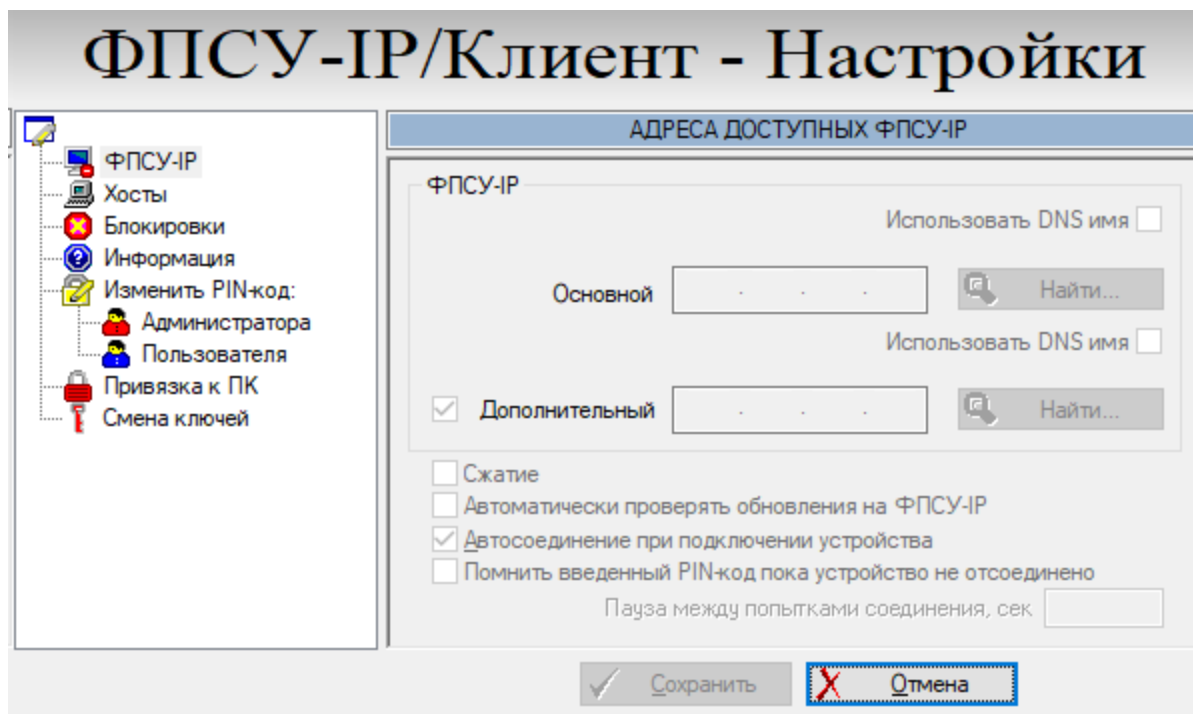 ФПСУ-IP/Клиент - Настройки
АДРЕСА ДОСТУПНЫХ ФПСУ-IP
ФПСУ-IP
Хосты
Блокировки
Информация
Изменить PIN-код:
Администратора
Пользователя
Привязка к ПК
Смена ключей
ФПСУ-IP
Использовать DNS имя
Основной
Найти...
Использовать DNS имя
Дополнительный
Найти...
Сжатие
Автоматически проверять обновления на ФПСУ-IP
Автосоединение при подключении устройства
Помнить введенный PIN-код пока устройство не отсоединено
Пауза между попытками соединения, сек
Сохранить
Отмена